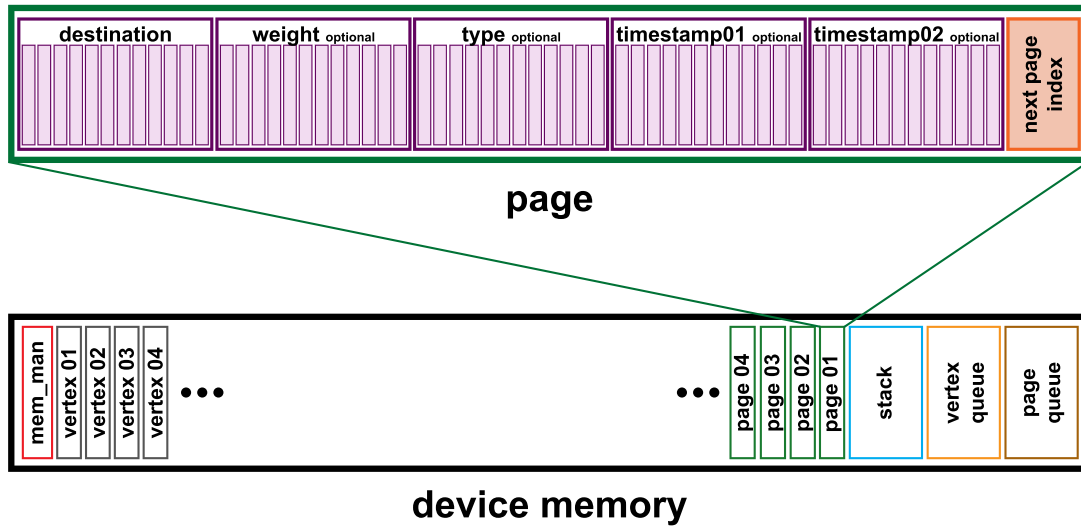 destination
weight optional
type optional
timestamp01 optional
timestamp02 optional
next page
index
page
mem_man
vertex 01
vertex 02
vertex 03
vertex 04
•••
•••
page 04
page 03
page 02
page 01
stack
vertex
queue
page
queue
device memory